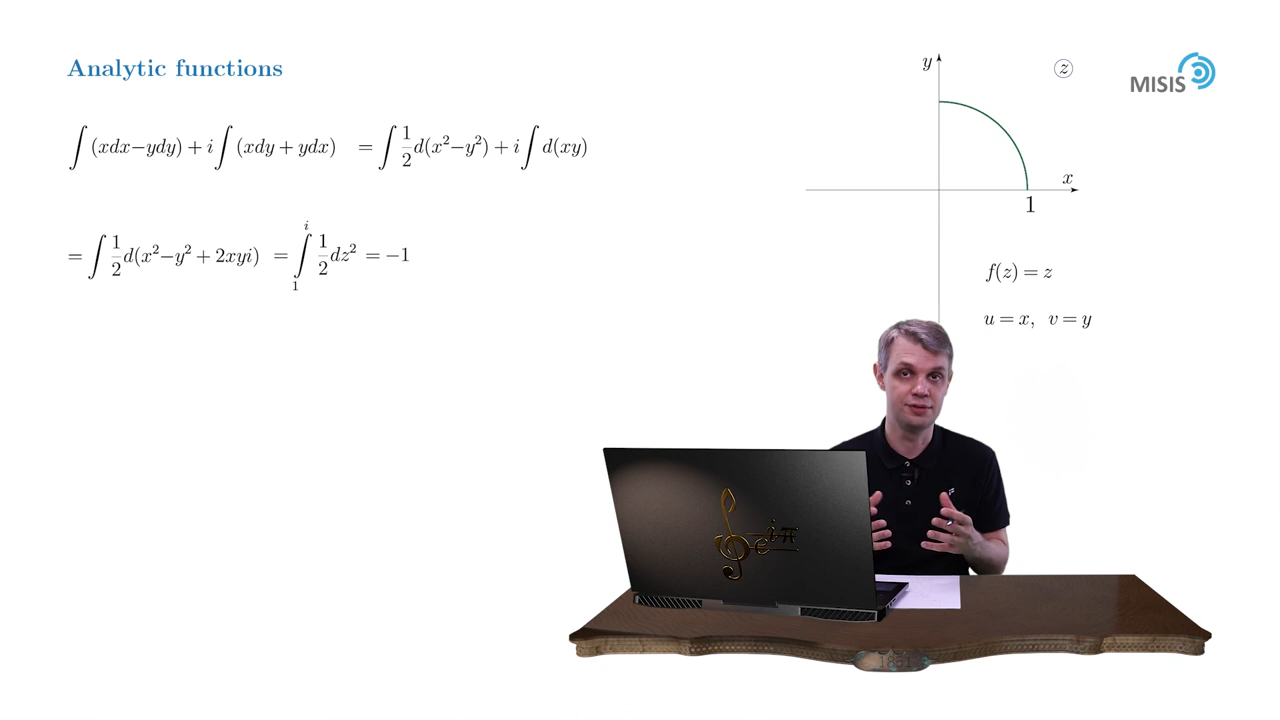 Analytic functions
∫(xdx−ydy) + i∫(xdy + ydx) = ∫ 1/2 d(x²−y²) + i∫ d(xy)
= ∫ 1/2 d(x²−y² + 2xyi) = ∫₁ⁱ 1/2 dz² = −1
y
z
MISIS
x
1
f(z) = z
u = x, v = y
e^{iπ}